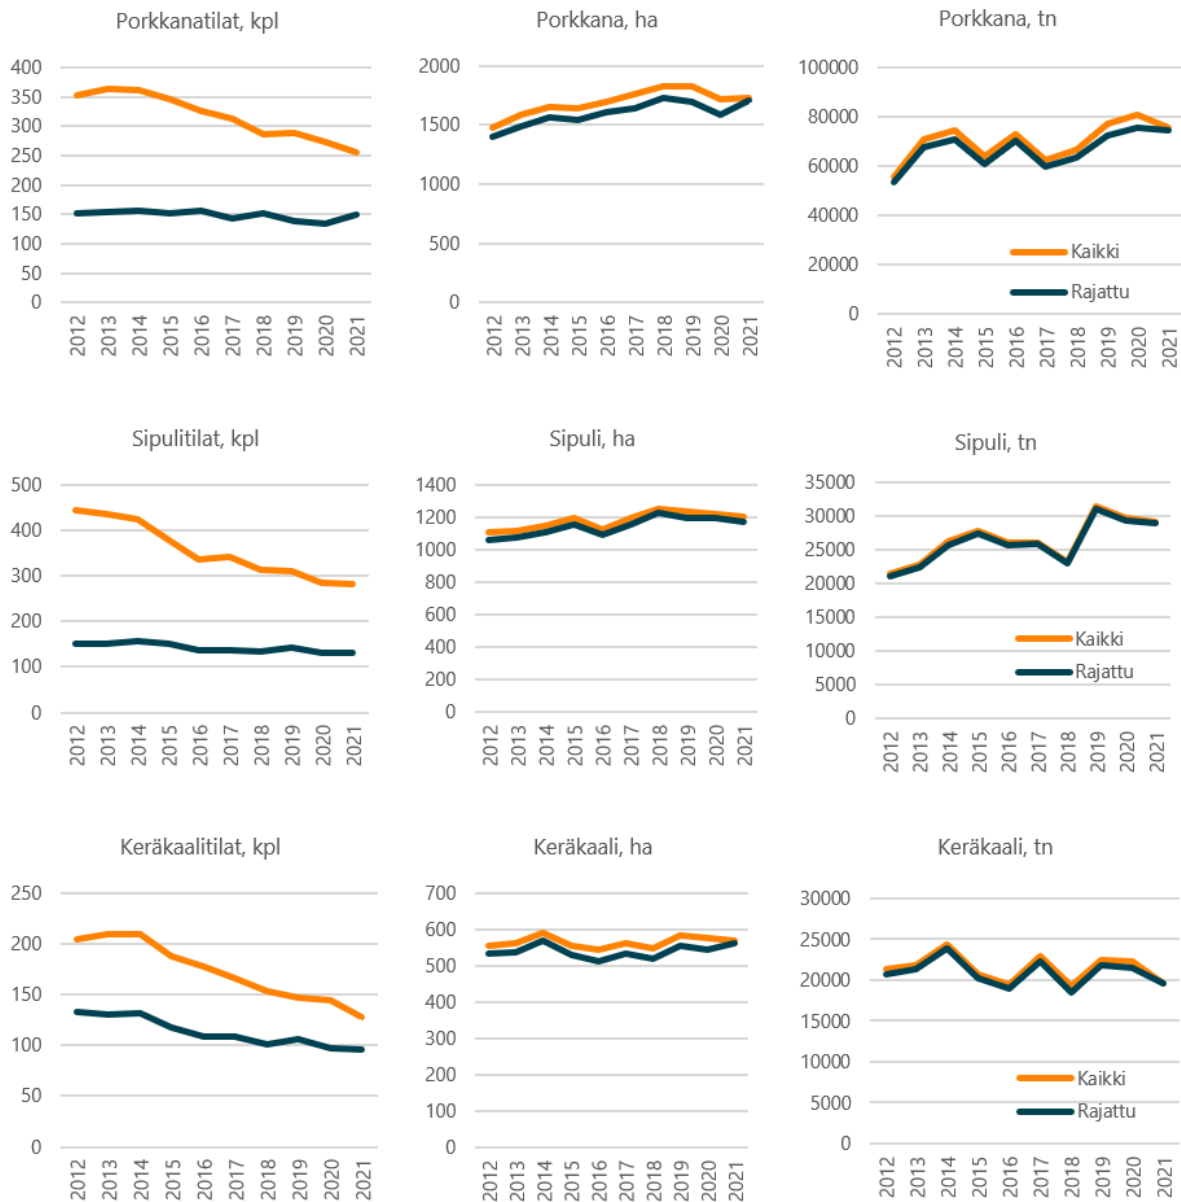 Porkkanatilat, kpl
400
350
300
250
200
150
100
50
0
2012 2013 2014 2015 2016 2017 2018 2019 2020 2021
Porkkana, ha
2000
1500
1000
500
0
2012 2013 2014 2015 2016 2017 2018 2019 2020 2021
Porkkana, tn
100000
80000
60000
40000
20000
0
Kaikki
Rajattu
2012 2013 2014 2015 2016 2017 2018 2019 2020 2021
Sipulitilat, kpl
500
400
300
200
100
0
2012 2013 2014 2015 2016 2017 2018 2019 2020 2021
Sipuli, ha
1400
1200
1000
800
600
400
200
0
2012 2013 2014 2015 2016 2017 2018 2019 2020 2021
Sipuli, tn
35000
30000
25000
20000
15000
10000
5000
0
Kaikki
Rajattu
2012 2013 2014 2015 2016 2017 2018 2019 2020 2021
Keräkaalitilat, kpl
250
200
150
100
50
0
2012 2013 2014 2015 2016 2017 2018 2019 2020 2021
Keräkaali, ha
700
600
500
400
300
200
100
0
2012 2013 2014 2015 2016 2017 2018 2019 2020 2021
Keräkaali, tn
30000
25000
20000
15000
10000
5000
0
Kaikki
Rajattu
2012 2013 2014 2015 2016 2017 2018 2019 2020 2021